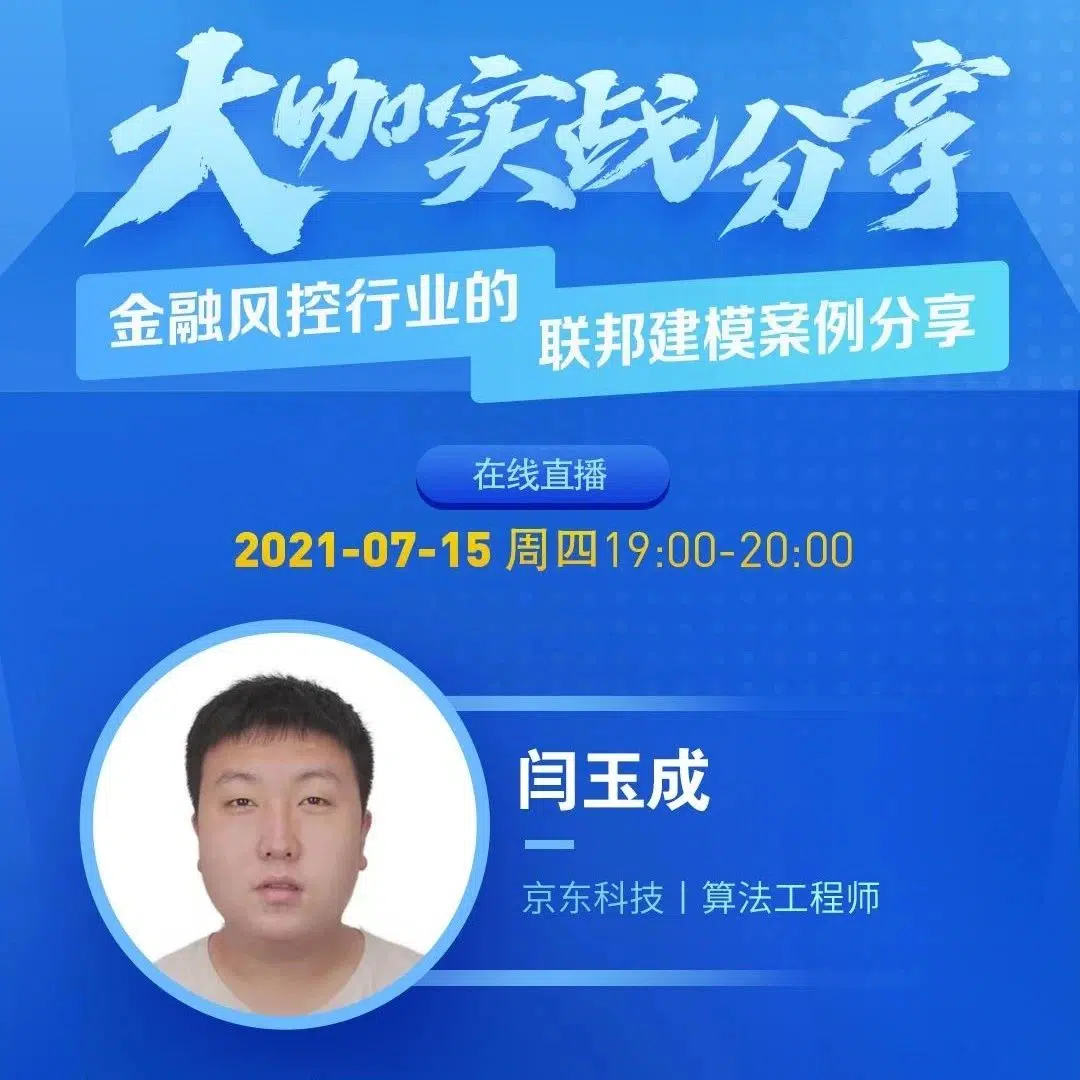 大咖实战分享
金融风控行业的
联邦建模案例分享
在线直播
2021-07-15 周四19:00-20:00
闫玉成
京东科技丨算法工程师